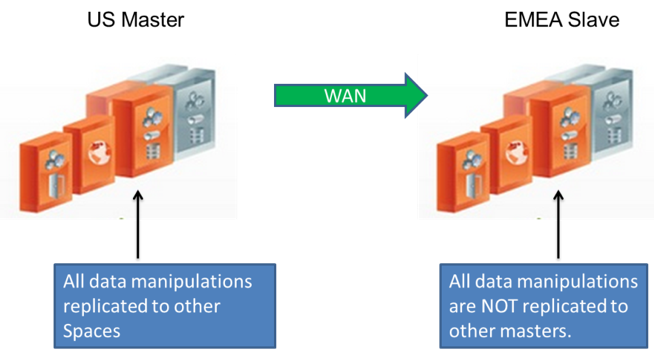 US Master
EMEA Slave
WAN
All data manipulations
replicated to other
Spaces
All data manipulations
are NOT replicated to
other masters.